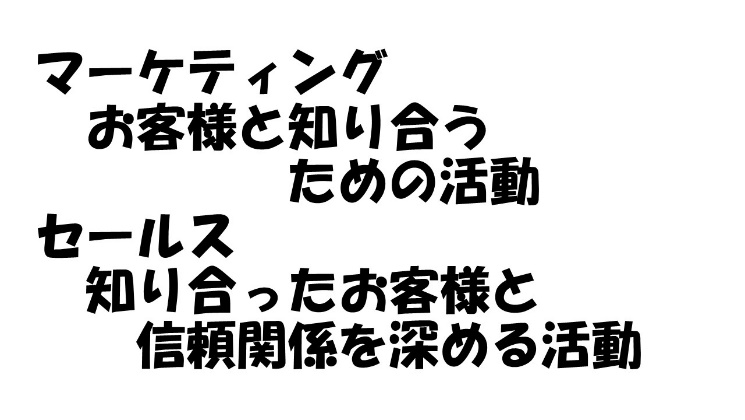 マーケティング
お客様と知り合う
ための活動
セールス
知り合ったお客様と
信頼関係を深める活動